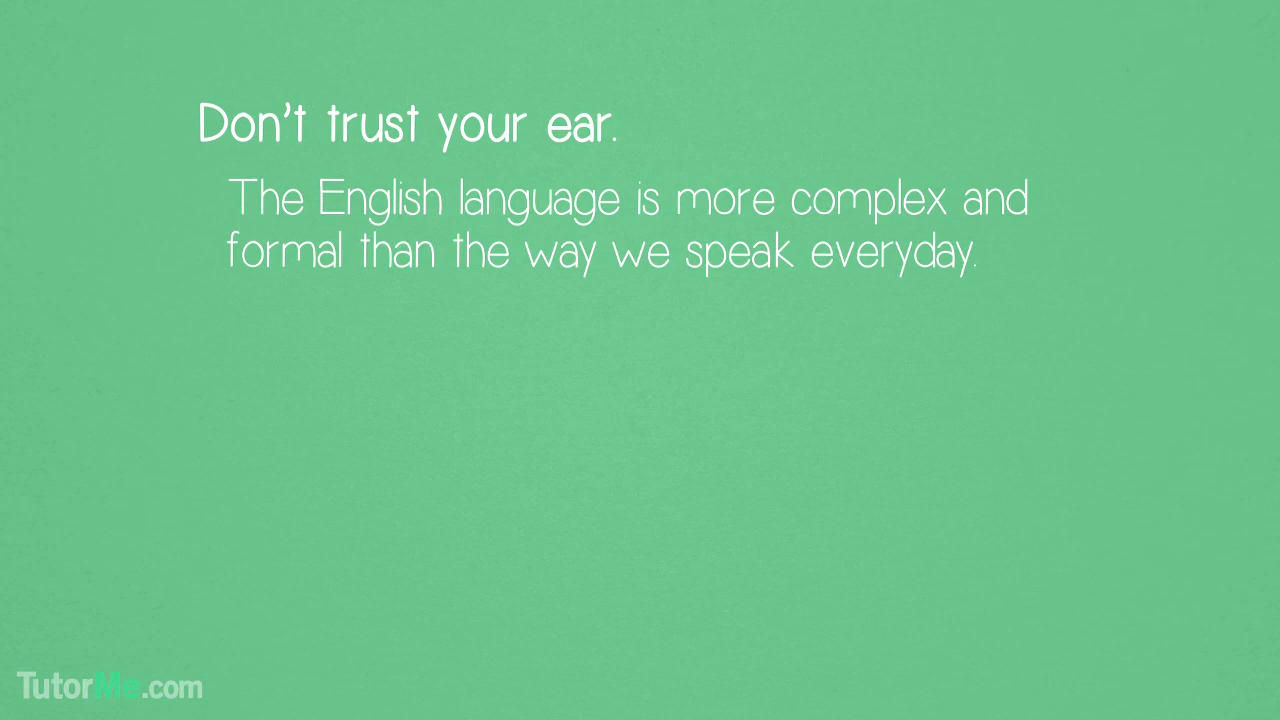 Don't trust your ear.
The English language is more complex and
formal than the way we speak everyday.
TutorMe.com